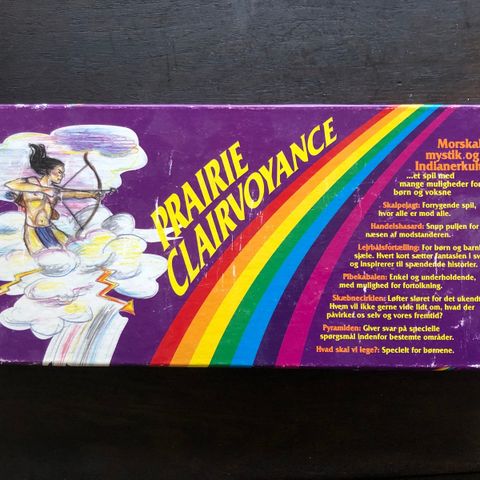 PRAIRIE
CLAIRVOYANCE
Morskab
mystik og
Indianerkult
...et spil med
mange muligheder for
børn og voksne
Skalpejagt: Forrygende spil,
hvor alle er mod alle.
Handelshasard: Snup puljen for
næsen af modstanderen.
Lejrbålsfortælling: For børn og barnlige
sjæle. Hvert kort sætter fantasien i sving
og inspirerer til spændende historier.
Pibekabalen: Enkel og underholdende,
med mulighed for fortolkning.
Skæbnecirklen: Løfter sløret for det ukendte.
Hvem vil ikke gerne vide lidt om, hvad der
påvirker os selv og vores fremtid?
Pyramiden: Giver svar på specielle
spørgsmål indenfor bestemte områder.
Hvad skal vi lege?: Specielt for børnene.